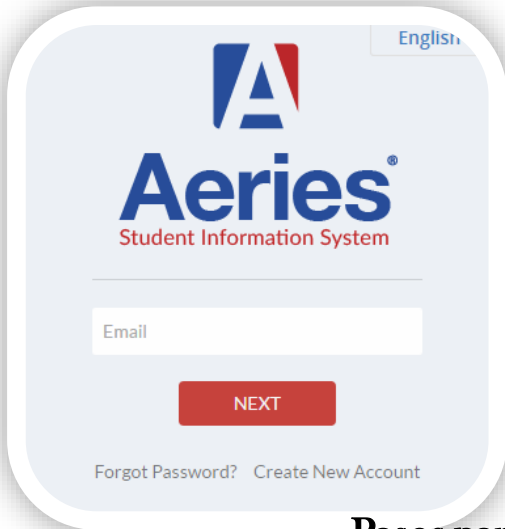 English
A
Aeries®
Student Information System
Email
NEXT
Forgot Password? Create New Account